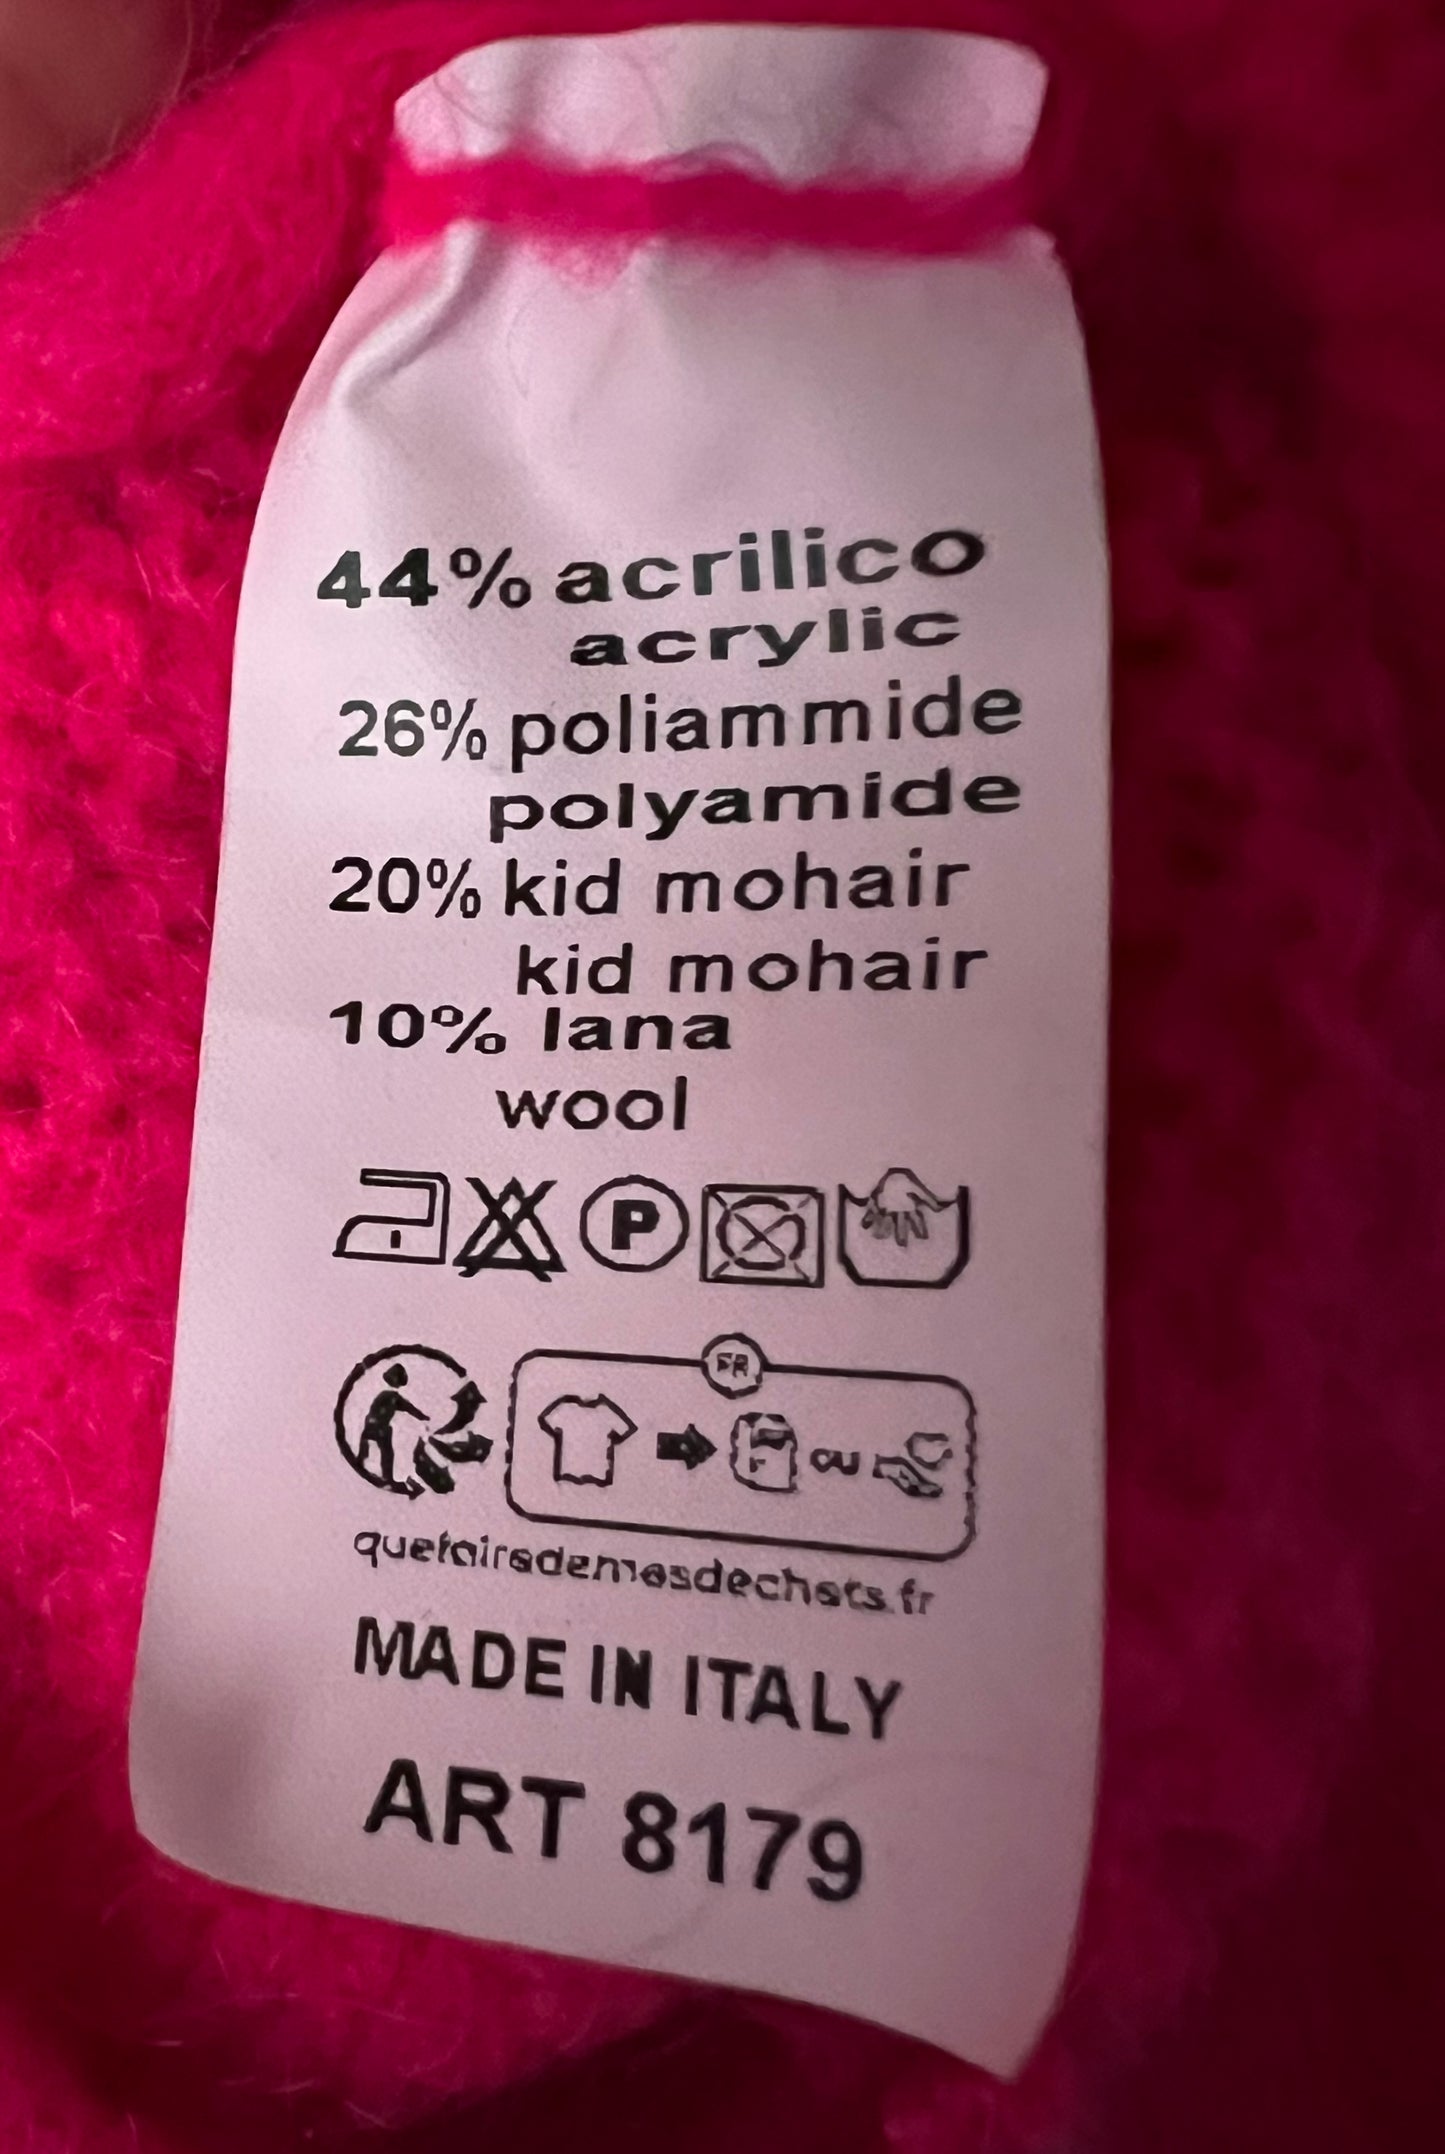 44% acrilico
acrylic
26% poliammide
polyamide
20% kid mohair
kid mohair
10% lana
wool
P
FR
ou
quefairedemesdechets.fr
MADE IN ITALY
ART 8179